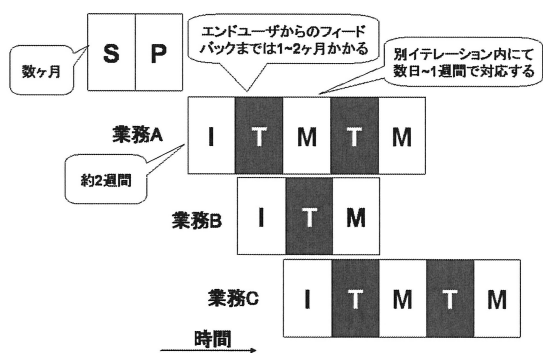 数ヶ月
S P
エンドユーザからのフィード
バックまでは1~2ヶ月かかる
別イテレーション内にて
数日~1週間で対応する
業務A
I T M T M
約2週間
業務B
I T M
業務C
I T M T M
時間